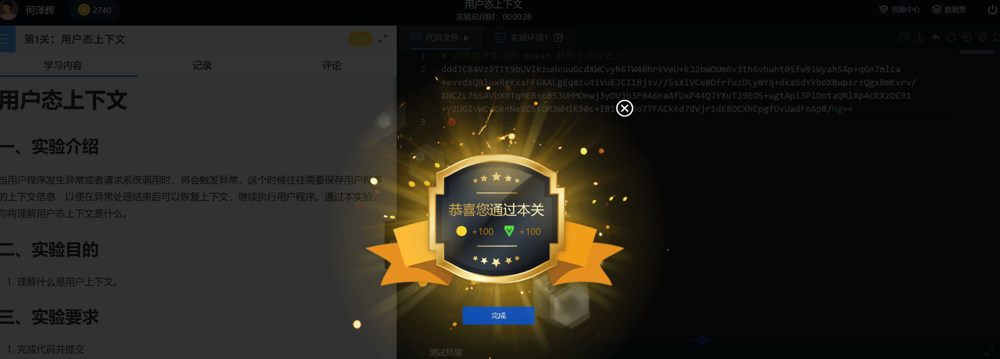 何泽辉
2740
用户态上下文
实验总用时：00:00:28
资源中心
数据集
第1关：用户态上下文
100
代码文件
实验环境1
学习内容
记录
评论
用户态上下文
一、实验介绍
当用户程序发生异常或者请求系统调用时，将会触发异常，这个时候往往需要保存用户程序
的上下文信息，以便在异常处理结束后可以恢复上下文，继续执行用户程序。通过本实验，
你将理解用户态上下文是什么。
二、实验目的
1. 理解什么是用户上下文。
三、实验要求
1. 完成代码并提交
1 # 请将测评生成的 token 粘贴于此行之下:
2 dddJC84Vz2TTt9bUVIkzuHcuuGcdXWCvyh6TW40hrkVeU+kJ2bWOUm6v3th6vhuht05fw9iWyah5Ap+qGn7mlca
+evvdxQ8luxRgKxaFFGXALgEq8zu4iVuEJCI1Bjsv//5sXiVCe8DfrfuzDLymYq+dkaSdYkboXBwpsrzQgxRmKvrv/
XNCZL76SAVbX0TqMEBxo85JUHMOnwj3yDV3b3F046naAfUxP44QJYXuTJ9EO5+ugtApl3PlDntaQRlXp4cKXzOC91
3
恭喜您通过本关
+100
+100
完成
测试结果